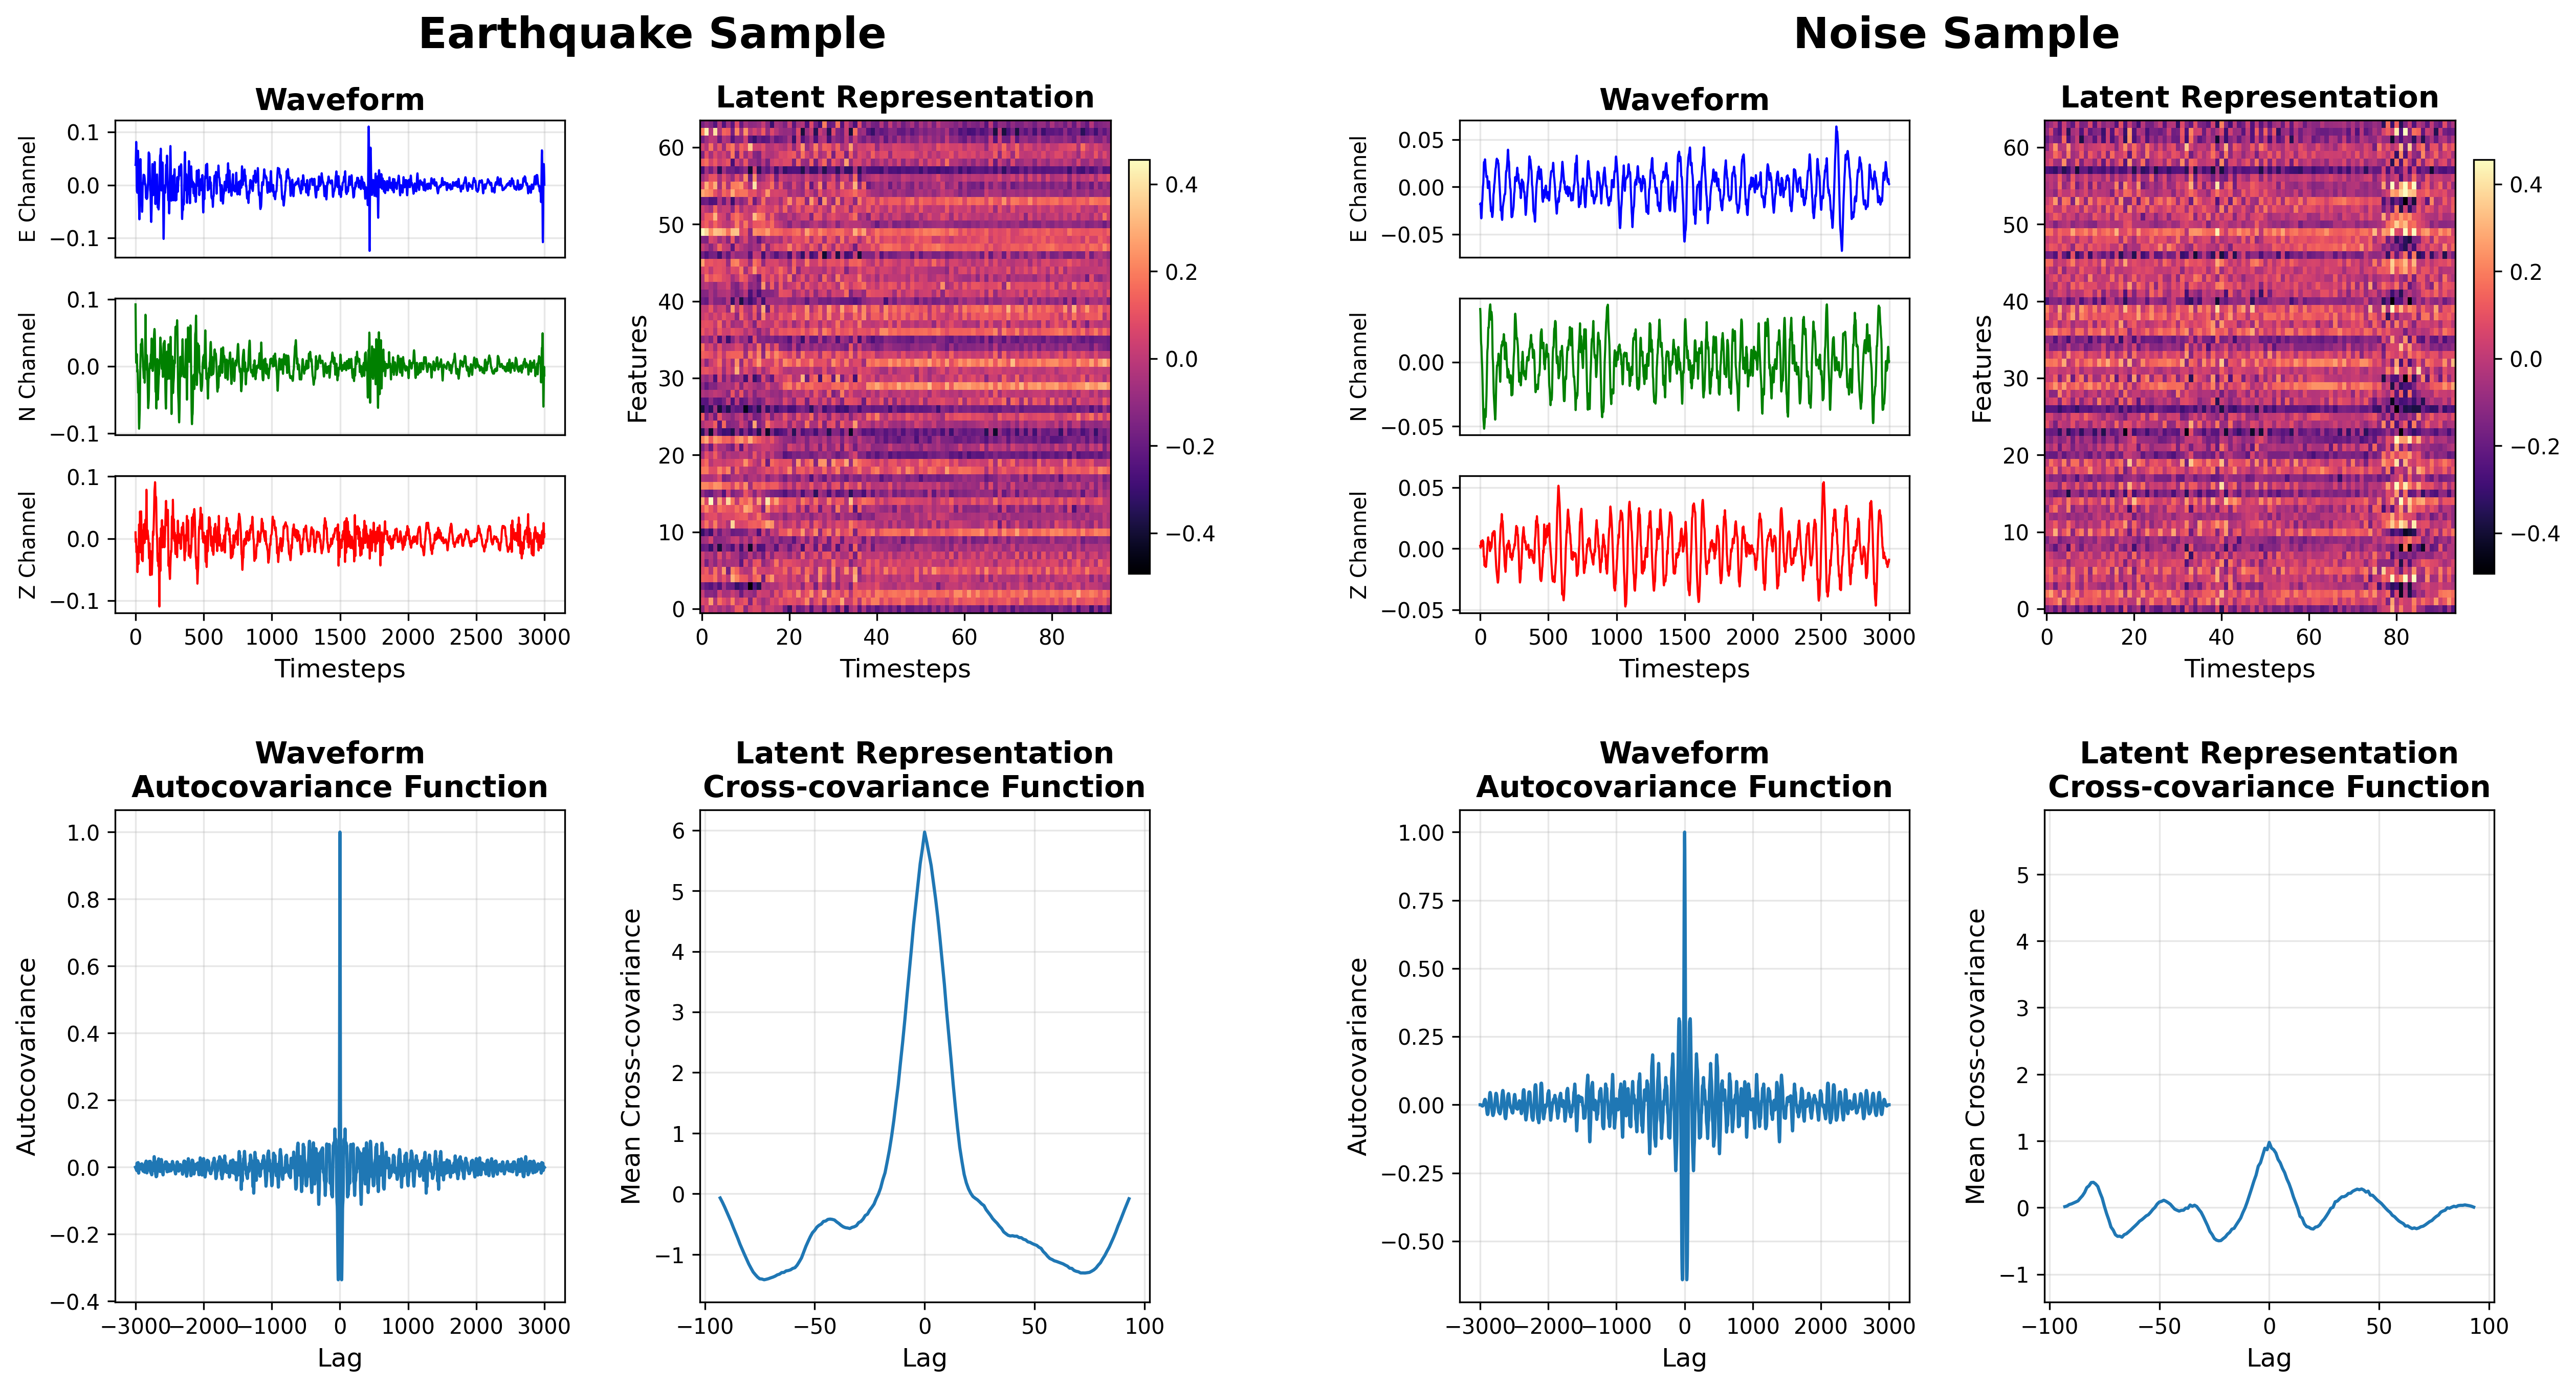 Earthquake Sample
Noise Sample
Waveform
E Channel
0.1
0.0
−0.1
N Channel
0.1
0.0
−0.1
Z Channel
0.1
0.0
−0.1
0 500 1000 1500 2000 2500 3000
Timesteps
Latent Representation
Features
60
50
40
30
20
10
0
0 20 40 60 80
Timesteps
0.4
0.2
0.0
−0.2
−0.4
Waveform
E Channel
0.05
0.00
−0.05
N Channel
0.00
−0.05
Z Channel
0.05
0.00
−0.05
0 500 1000 1500 2000 2500 3000
Timesteps
Latent Representation
Features
60
50
40
30
20
10
0
0 20 40 60 80
Timesteps
0.4
0.2
0.0
−0.2
−0.4
Waveform
Autocovariance Function
Autocovariance
1.0
0.8
0.6
0.4
0.2
0.0
−0.2
−0.4
−3000 −2000 −1000 0 1000 2000 3000
Lag
Latent Representation
Cross-covariance Function
Mean Cross-covariance
6
5
4
3
2
1
0
−1
−100 −50 0 50 100
Lag
Waveform
Autocovariance Function
Autocovariance
1.00
0.75
0.50
0.25
0.00
−0.25
−0.50
−3000 −2000 −1000 0 1000 2000 3000
Lag
Latent Representation
Cross-covariance Function
Mean Cross-covariance
5
4
3
2
1
0
−1
−100 −50 0 50 100
Lag